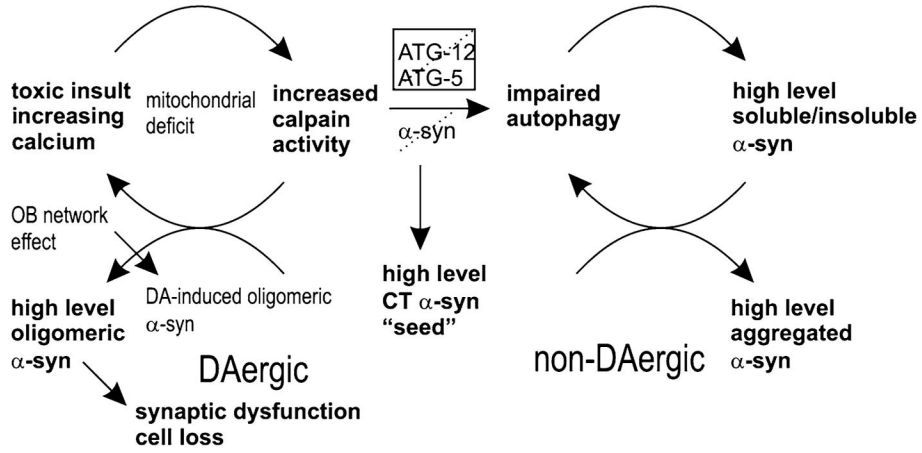 toxic insult
increasing
calcium
mitochondrial
deficit
increased
calpain
activity
ATG-12
ATG-5
α-syn
impaired
autophagy
high level
soluble/insoluble
α-syn
OB network
effect
high level
oligomeric
α-syn
DA-induced oligomeric
α-syn
DAergic
synaptic dysfunction
cell loss
high level
CT α-syn
“seed”
non-DAergic
high level
aggregated
α-syn